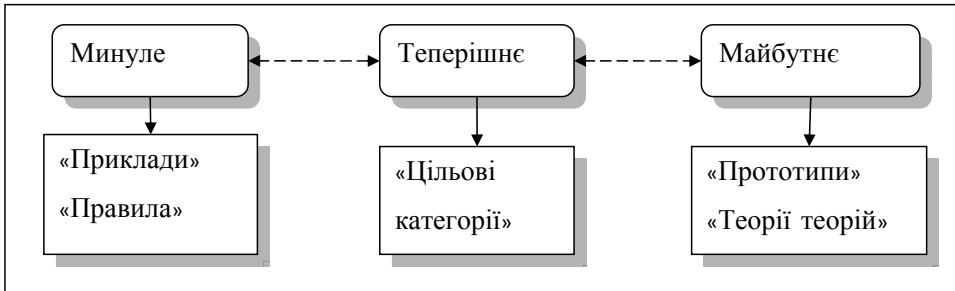 Минуле
Теперішнє
Майбутнє
«Приклади»
«Правила»
«Цільові
категорії»
«Прототипи»
«Теорії теорій»